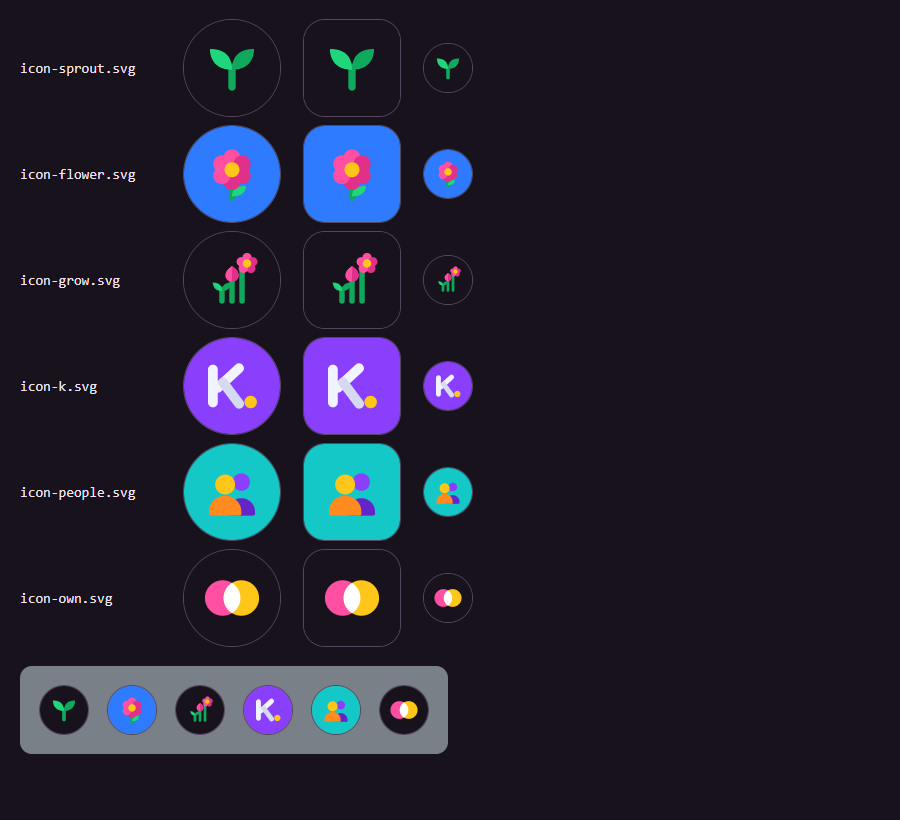 icon-sprout.svg
icon-flower.svg
icon-grow.svg
icon-k.svg
K.
K.
K.
icon-people.svg
icon-own.svg
K.